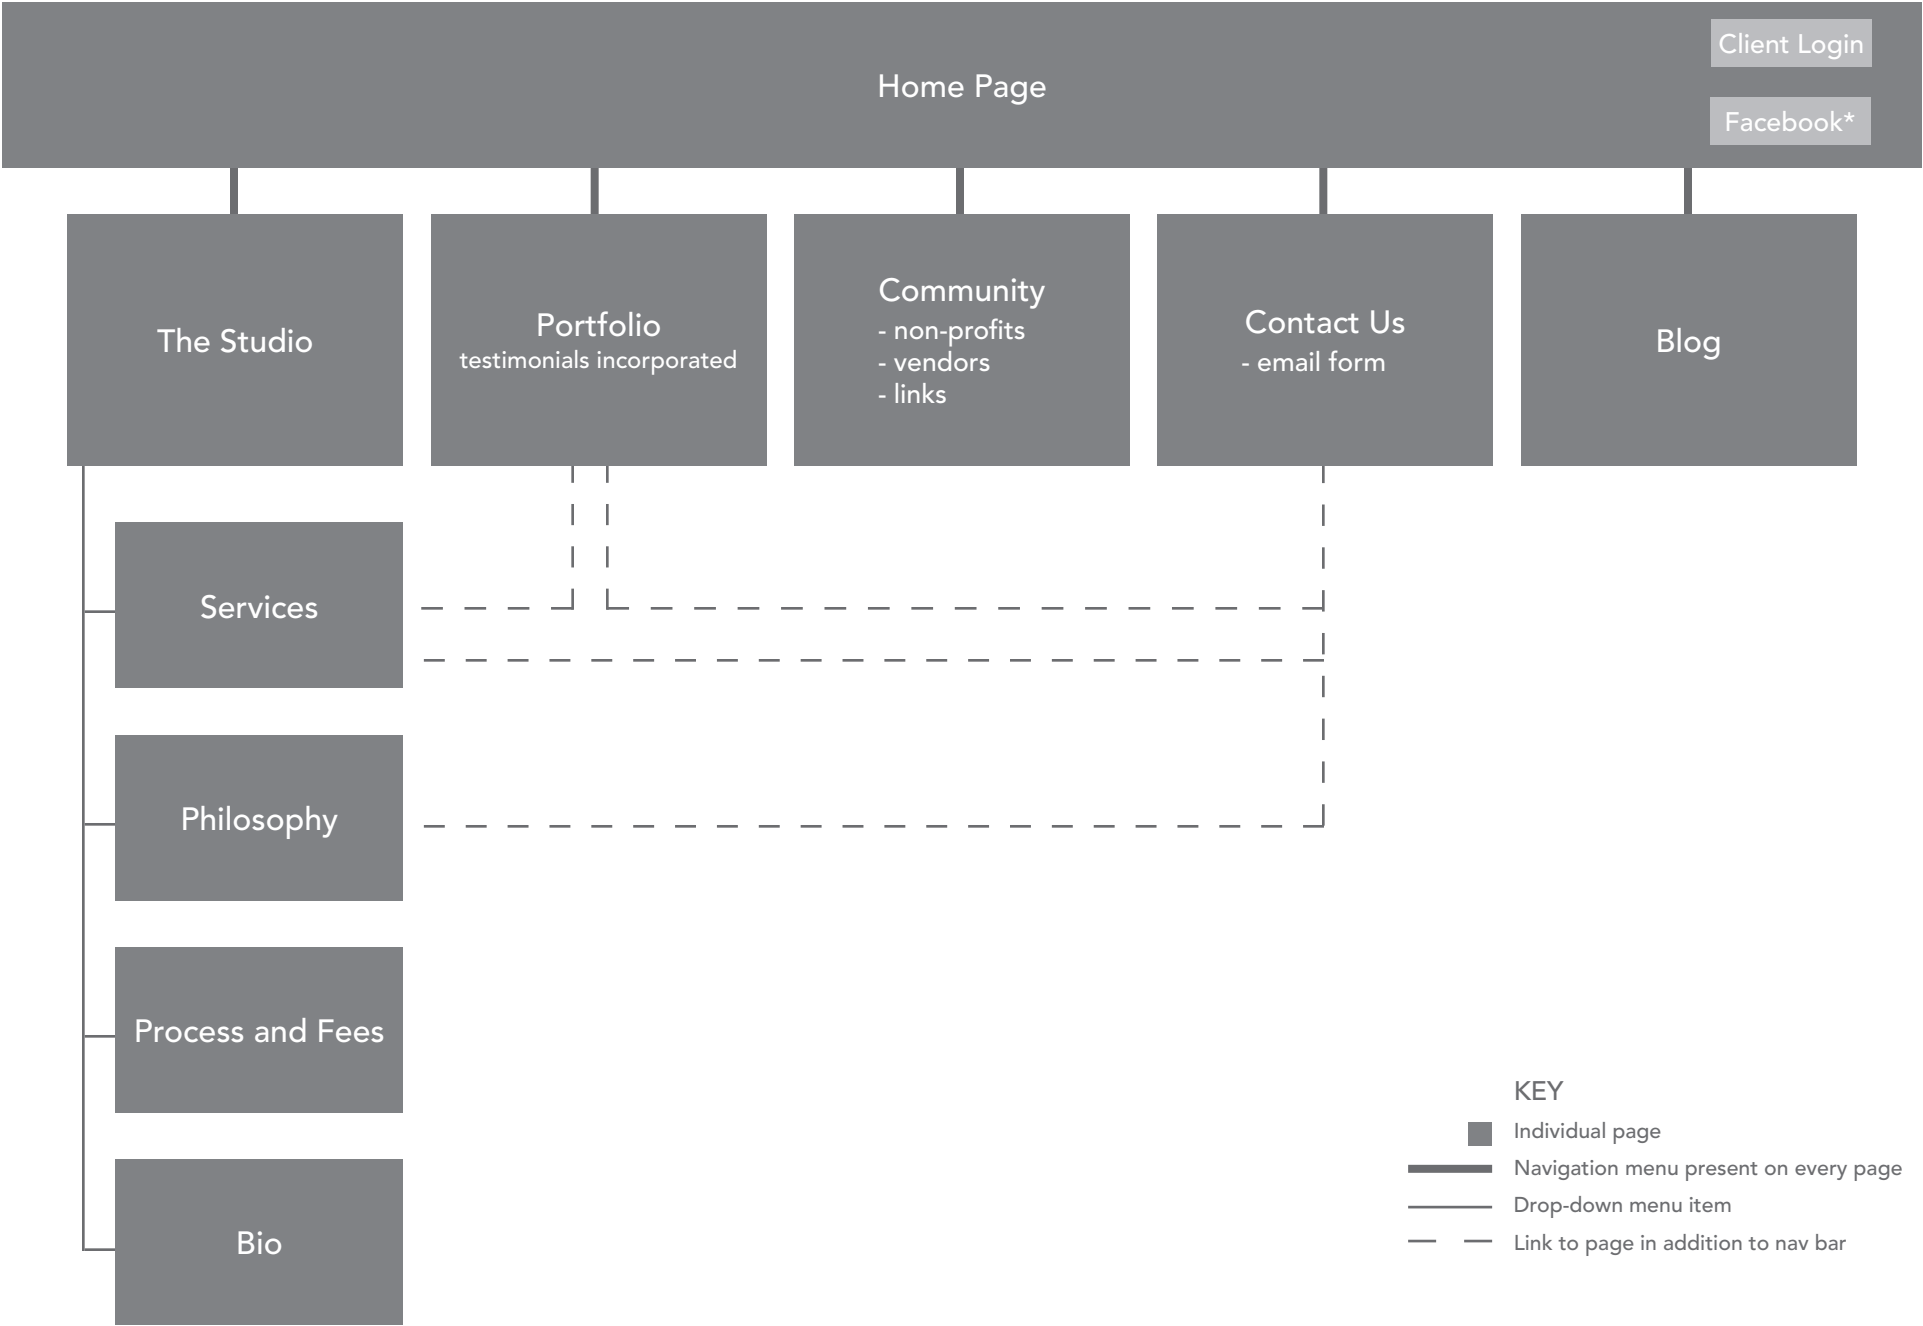 Client Login
Home Page
Facebook*
The Studio
Portfolio
testimonials incorporated
Community
- non-profits
- vendors
- links
Contact Us
- email form
Blog
Services
Philosophy
Process and Fees
Bio
KEY
Individual page
Navigation menu present on every page
Drop-down menu item
Link to page in addition to nav bar